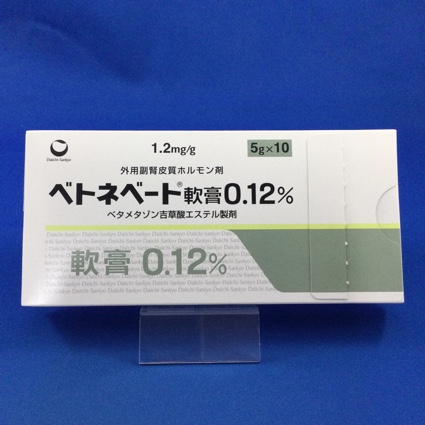 Daiichi-Sankyo
1.2mg/g
5g×10
外用副腎皮質ホルモン剤
ベトネベート®軟膏0.12%
ベタメタゾン吉草酸エステル製剤
軟膏 0.12%